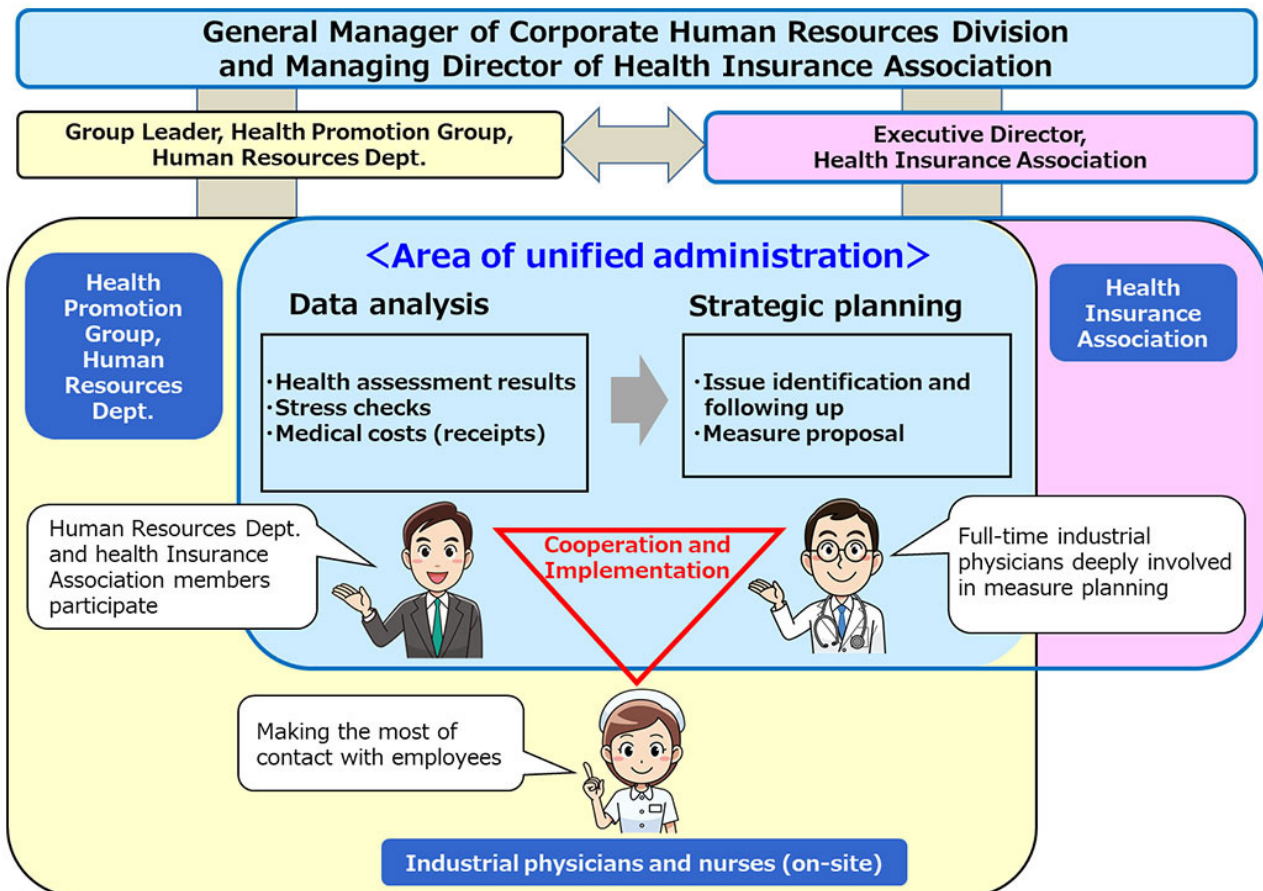 General Manager of Corporate Human Resources Division
and Managing Director of Health Insurance Association
Group Leader, Health Promotion Group,
Human Resources Dept.
Executive Director,
Health Insurance Association
<Area of unified administration>
Health
Promotion
Group,
Human
Resources
Dept.
Data analysis
・Health assessment results
・Stress checks
・Medical costs (receipts)
Strategic planning
・Issue identification and
following up
・Measure proposal
Health
Insurance
Association
Human Resources Dept.
and health Insurance
Association members
participate
Cooperation and
Implementation
Full-time industrial
physicians deeply involved
in measure planning
Making the most of
contact with employees
Industrial physicians and nurses (on-site)